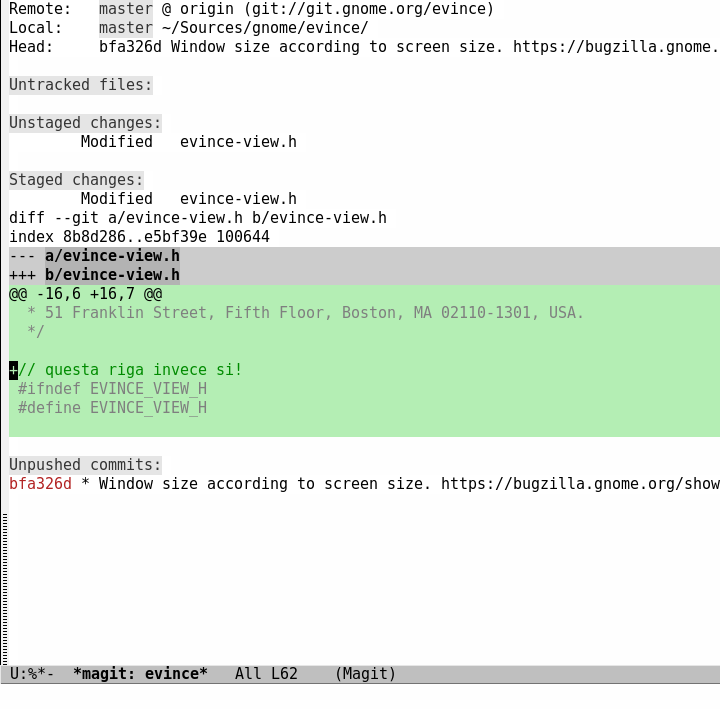 Remote:   master @ origin (git://git.gnome.org/evince)
Local:    master ~/Sources/gnome/evince/
Head:     bfa326d Window size according to screen size. https://bugzilla.gnome.
Untracked files:
Unstaged changes:
        Modified   evince-view.h
Staged changes:
        Modified   evince-view.h
diff --git a/evince-view.h b/evince-view.h
index 8b8d286..e5bf39e 100644
--- a/evince-view.h
+++ b/evince-view.h
@@ -16,6 +16,7 @@
  * 51 Franklin Street, Fifth Floor, Boston, MA 02110-1301, USA.
  */
+// questa riga invece si!
 #ifndef EVINCE_VIEW_H
 #define EVINCE_VIEW_H
Unpushed commits:
bfa326d * Window size according to screen size. https://bugzilla.gnome.org/show
U:%*-  *magit: evince*   All L62    (Magit)